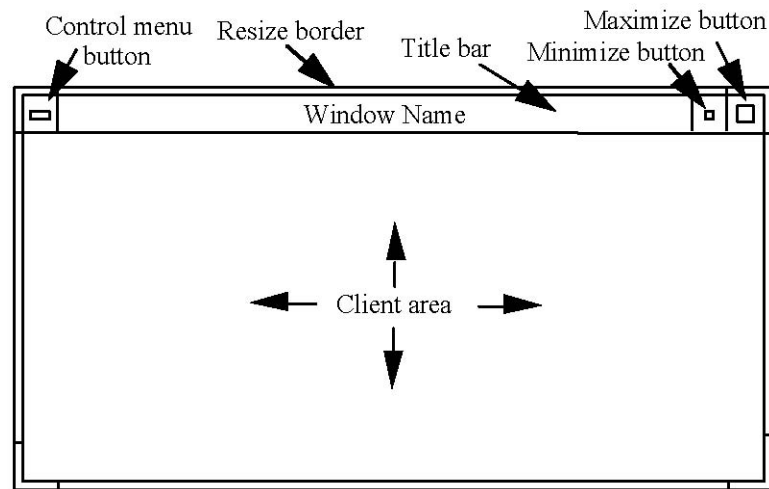 Control menu
button
Resize border
Title bar
Maximize button
Minimize button
Window Name
Client area